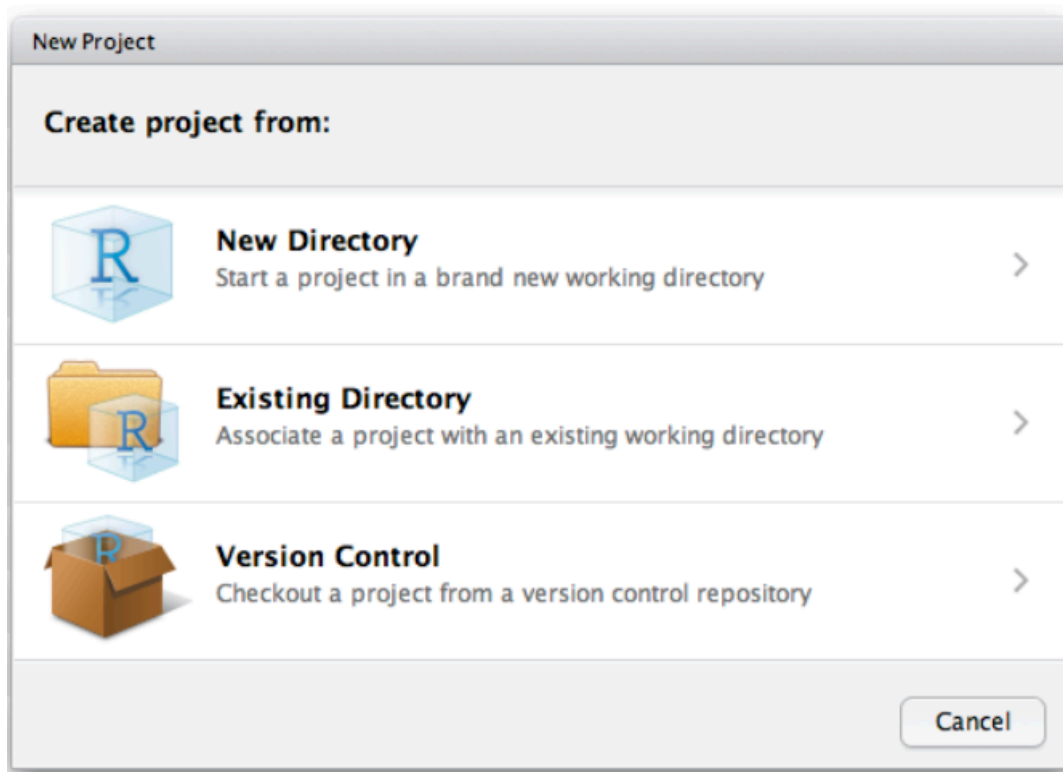 New Project
Create project from:
R
New Directory
Start a project in a brand new working directory
R
Existing Directory
Associate a project with an existing working directory
R
Version Control
Checkout a project from a version control repository
Cancel